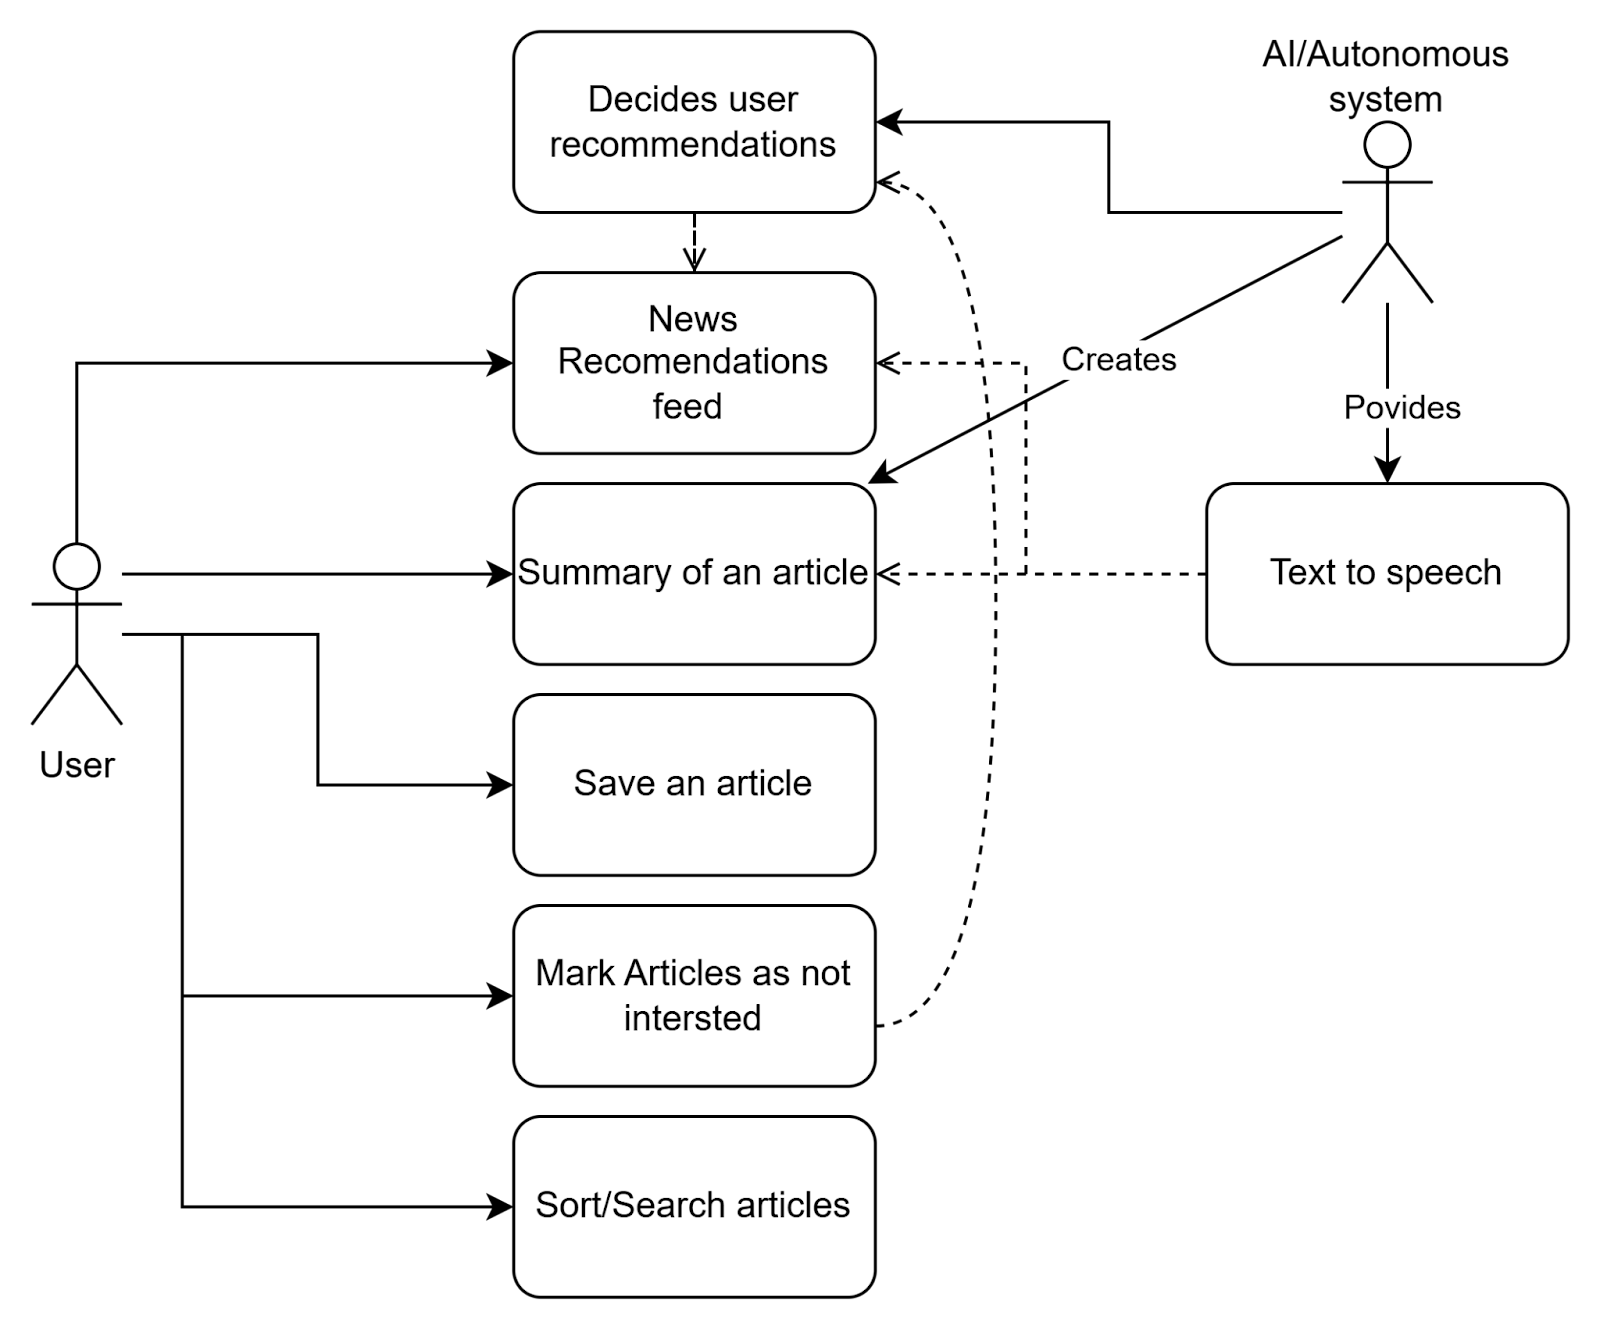 Decides user
recommendations
AI/Autonomous
system
News
Recomendations
feed
Creates
Povides
Summary of an article
Text to speech
User
Save an article
Mark Articles as not
intersted
Sort/Search articles